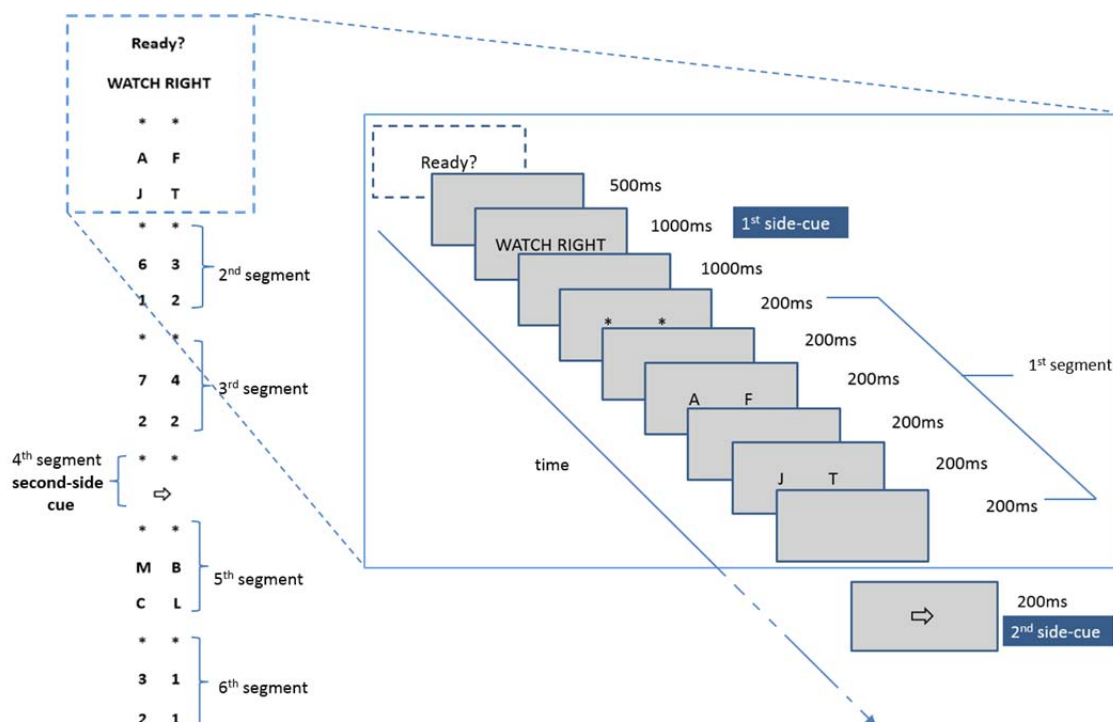 Ready?
WATCH RIGHT
* *
A F
J T
* *
6 3
1 2
2nd segment
* *
7 4
2 2
3rd segment
4th segment
second-side
cue
* *
* *
M B
C L
5th segment
* *
3 1
2 1
6th segment
Ready?
500ms
WATCH RIGHT
1000ms
1st side-cue
1000ms
* *
200ms
200ms
A F
200ms
200ms
J T
200ms
200ms
1st segment
time
200ms
2nd side-cue